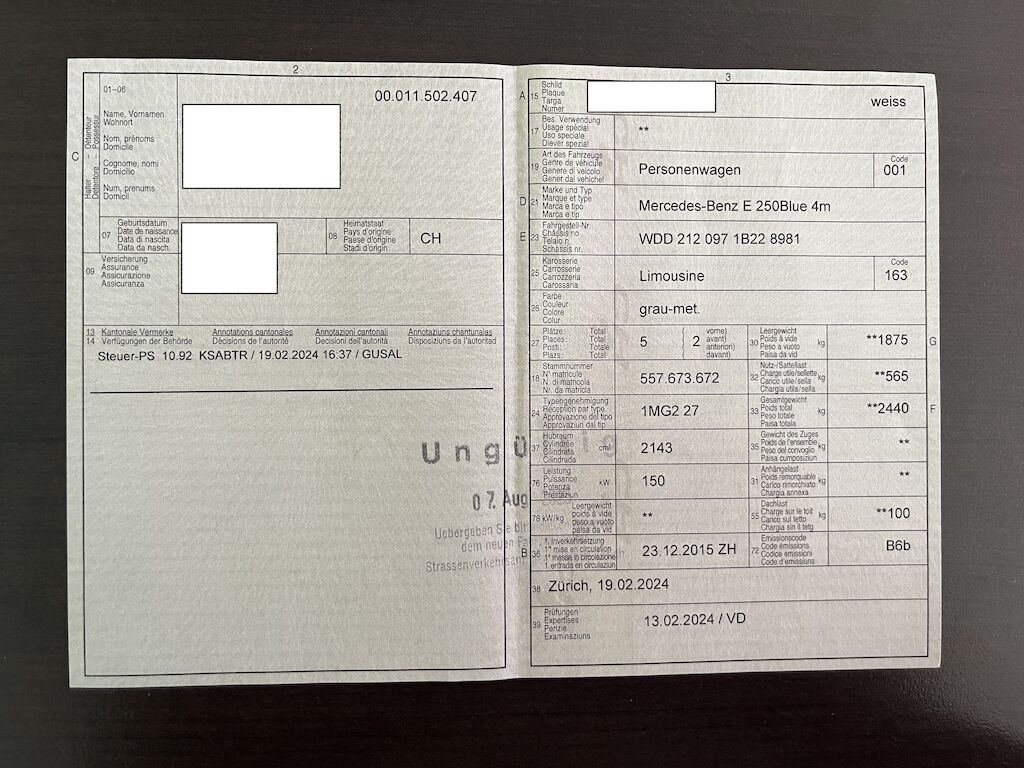 2
01-06
00.011.502.407
C
Halter Détenteur
Detentore Possessur
Name, Vornamen
Wohnort
Nom, prénoms
Domicile
Cognome, nomi
Domicilio
Num, prenums
Domicil
07
Geburtsdatum
Date de naissance
Data di nascita
Data da nasch.
08
Heimatstaat
Pays d'origine
Paese d'origine
Stadi d'origin
CH
09
Versicherung
Assurance
Assicurazione
Assicuranza
13 Kantonale Vermerke Annotations cantonales Annotazioni cantonali Annotaziuns chantunalas
14 Verfügungen der Behörde Décisions de l'autorité Decisioni dell'autorità Disposiziuns da l'autoritad
Steuer-PS 10.92 KSABTR / 19.02.2024 16:37 / GUSAL
07. Aug
Uebergeben Sie
dem neuen
3
A 15
Schild
Plaque
Targa
Numer
weiss
17
Bes. Verwendung
Usage spécial
Uso speciale
Diever spezial
**
19
Art des Fahrzeugs
Genre de véhicule
Genere di veicolo
Gener dal vehichel
Personenwagen
Code
001
D 21
Marke und Typ
Marque et type
Marca e tipo
Marca e tip
Mercedes-Benz E 250Blue 4m
E 23
Fahrgestell-Nr.
Châssis no
Telaio n.
Schassis nr.
WDD 212 097 1B22 8981
25
Karosserie
Carrosserie
Carrozzeria
Carossaria
Limousine
Code
163
26
Farbe
Couleur
Colore
Colur
grau-met.
27
Plätze: Total
Places: Total
Posti: Totale
Plazs: Total
5
( 2
vorne)
avant)
anteriori)
davant)
30
Leergewicht
Poids à vide
Peso a vuoto
Paisa da vid
kg
**1875
G
18
Stammnummer
N° matricule
N. di matricola
Nr. da matricla
557.673.672
32
Nutz-/Sattellast
Charge utile/sellette
Carico utile/sella
Chargia utila/sella
kg
**565
24
Typengenehmigung
Réception par type
Approvazione del tipo
Approvaziun dal tip
1MG2 27
33
Gesamtgewicht
Poids total
Peso totale
Paisa totala
kg
**2440
F
37
Hubraum
Cylindrée
Cilindrata
Cilindrada
cm³
2143
35
Gewicht des Zuges
Poids de l'ensemble
Peso del convoglio
Paisa cumposiziun
kg
**
76
Leistung
Puissance
Potenza
Prestaziun
kW
150
31
Anhängelast
Poids remorquable
Carico rimorchiato
Chargia annexa
kg
**
78 kW/kg
Leergewicht
poids à vide
peso a vuoto
paisa da vid
**
55
Dachlast
Charge sur le toit
Carico sul tetto
Chargia sin il tetg
kg
**100
B 36
1. Inverkehrsetzung
1re mise en circulation
1a messa in circolazione
1. entrada en circulaziun
23.12.2015 ZH
72
Emissionscode
Code émissions
Codice emissioni
Code d'emissiuns
B6b
38
Zürich, 19.02.2024
39
Prüfungen
Expertises
Perizie
Examinaziuns
13.02.2024 / VD